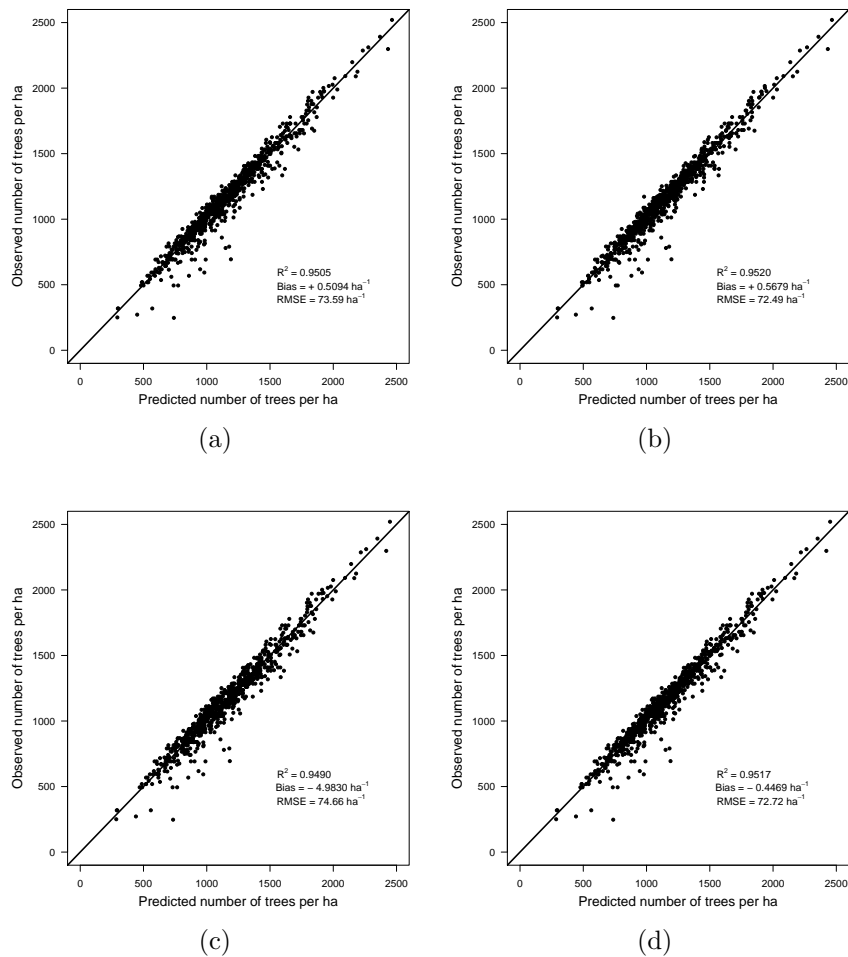 2500
2000
1500
1000
500
0
Observed number of trees per ha
R² = 0.9505
Bias = + 0.5094 ha⁻¹
RMSE = 73.59 ha⁻¹
0 500 1000 1500 2000 2500
Predicted number of trees per ha
(a)
2500
2000
1500
1000
500
0
Observed number of trees per ha
R² = 0.9520
Bias = + 0.5679 ha⁻¹
RMSE = 72.49 ha⁻¹
0 500 1000 1500 2000 2500
Predicted number of trees per ha
(b)
2500
2000
1500
1000
500
0
Observed number of trees per ha
R² = 0.9490
Bias = − 4.9830 ha⁻¹
RMSE = 74.66 ha⁻¹
0 500 1000 1500 2000 2500
Predicted number of trees per ha
(c)
2500
2000
1500
1000
500
0
Observed number of trees per ha
R² = 0.9517
Bias = − 0.4469 ha⁻¹
RMSE = 72.72 ha⁻¹
0 500 1000 1500 2000 2500
Predicted number of trees per ha
(d)